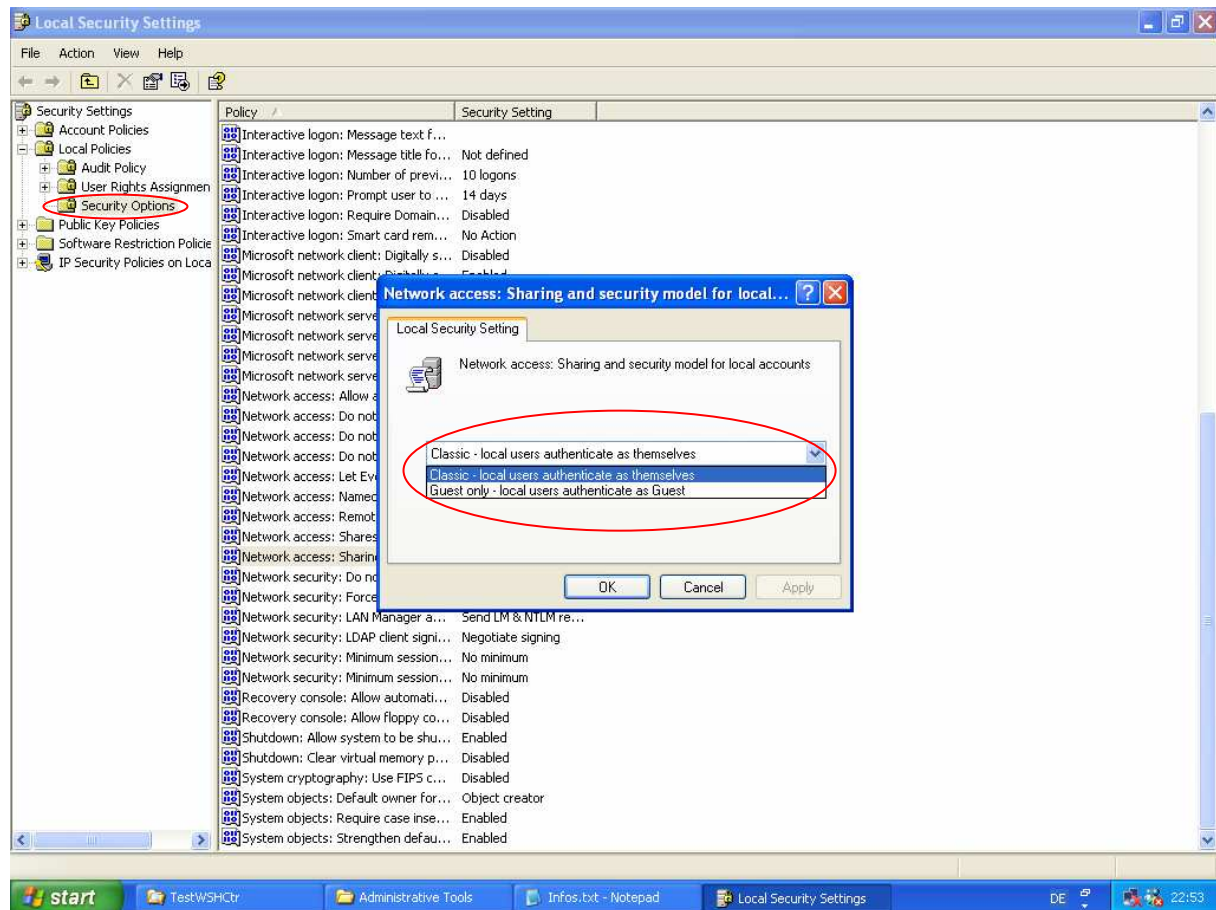 Local Security Settings
File Action View Help
Security Settings
Account Policies
Local Policies
Audit Policy
User Rights Assignmen
Security Options
Public Key Policies
Software Restriction Policie
IP Security Policies on Loca
Policy Security Setting
Interactive logon: Message text f...
Interactive logon: Message title fo... Not defined
Interactive logon: Number of previ... 10 logons
Interactive logon: Prompt user to ... 14 days
Interactive logon: Require Domain... Disabled
Interactive logon: Smart card rem... No Action
Microsoft network client: Digitally s... Disabled
Microsoft network client:
Microsoft network client
Microsoft network serve
Microsoft network serve
Microsoft network serve
Microsoft network serve
Network access: Allow a
Network access: Do not
Network access: Do not
Network access: Do not
Network access: Let Ev
Network access: Named
Network access: Remot
Network access: Shares
Network access: Sharin
Network security: Do no
Network security: Force
Network security: LAN Manager a... Send LM & NTLM re...
Network security: LDAP client signi... Negotiate signing
Network security: Minimum session... No minimum
Network security: Minimum session... No minimum
Recovery console: Allow automati... Disabled
Recovery console: Allow floppy co... Disabled
Shutdown: Allow system to be shu... Enabled
Shutdown: Clear virtual memory p... Disabled
System cryptography: Use FIPS c... Disabled
System objects: Default owner for... Object creator
System objects: Require case inse... Enabled
System objects: Strengthen defau... Enabled
Network access: Sharing and security model for local...
Local Security Setting
Network access: Sharing and security model for local accounts
Classic - local users authenticate as themselves
Classic - local users authenticate as themselves
Guest only - local users authenticate as Guest
OK Cancel Apply
start TestWSHCtr Administrative Tools Infos.txt - Notepad Local Security Settings DE 22:53